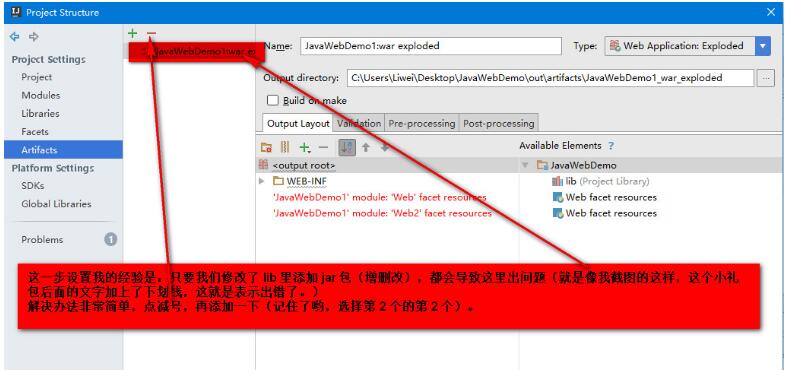 Project Structure
Project Settings
Project
Modules
Libraries
Facets
Artifacts
Platform Settings
SDKs
Global Libraries
Problems
1
JavaWebDemo1:war ex
Name:
JavaWebDemo1:war exploded
Type:
Web Application: Exploded
Output directory:
C:\Users\Liwei\Desktop\JavaWebDemo\out\artifacts\JavaWebDemo1_war_exploded
...
Build on make
Output Layout
Validation
Pre-processing
Post-processing
<output root>
WEB-INF
'JavaWebDemo1' module: 'Web' facet resources
'JavaWebDemo1' module: 'Web2' facet resources
Available Elements ?
JavaWebDemo
lib (Project Library)
Web facet resources
Web facet resources
这一步设置我的经验是，只要我们修改了 lib 里添加 jar 包（增删改），都会导致这里出问题（就是像我截图的这样，这个小礼
包后面的文字加上了下划线，这就是表示出错了。）
解决办法非常简单，点减号，再添加一下（记住了哟，选择第 2 个的第 2 个）。